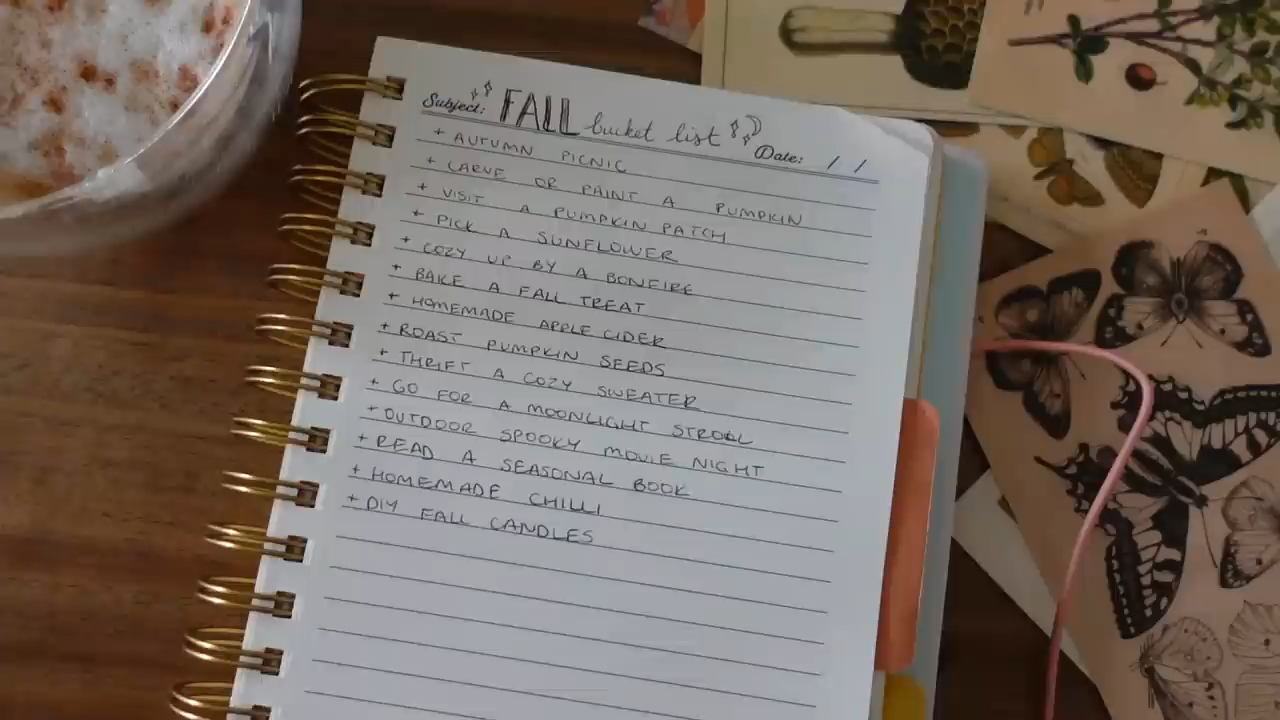 Subject: FALL bucket list
Date: / /
+ AUTUMN PICNIC
+ CARVE OR PAINT A PUMPKIN
+ VISIT A PUMPKIN PATCH
+ PICK A SUNFLOWER
+ COZY UP BY A BONFIRE
+ BAKE A FALL TREAT
+ HOMEMADE APPLE CIDER
+ ROAST PUMPKIN SEEDS
+ THRIFT A COZY SWEATER
+ GO FOR A MOONLIGHT STROLL
+ OUTDOOR SPOOKY MOVIE NIGHT
+ READ A SEASONAL BOOK
+ HOMEMADE CHILLI
+ DIY FALL CANDLES